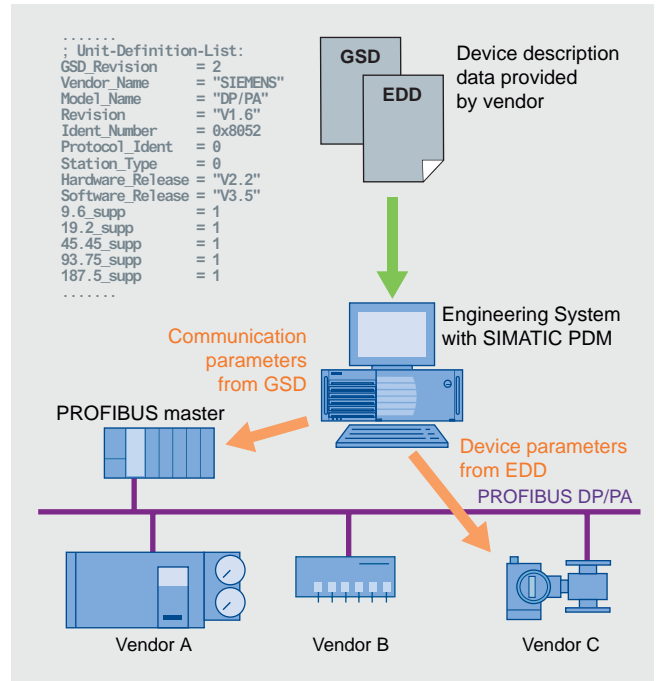 .......
; Unit-Definition-List:
GSD_Revision = 2
Vendor_Name = "SIEMENS"
Model_Name = "DP/PA"
Revision = "V1.6"
Ident_Number = 0x8052
Protocol_Ident = 0
Station_Type = 0
Hardware_Release = "V2.2"
Software_Release = "V3.5"
9.6_supp = 1
19.2_supp = 1
45.45_supp = 1
93.75_supp = 1
187.5_supp = 1
.......
GSD
EDD
Device description
data provided
by vendor
Engineering System
with SIMATIC PDM
Communication
parameters
from GSD
PROFIBUS master
Device parameters
from EDD
PROFIBUS DP/PA
Vendor A
Vendor B
Vendor C